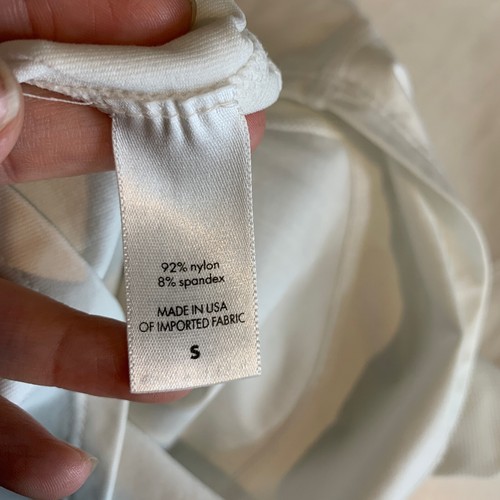 92% nylon
8% spandex
MADE IN USA
OF IMPORTED FABRIC
S